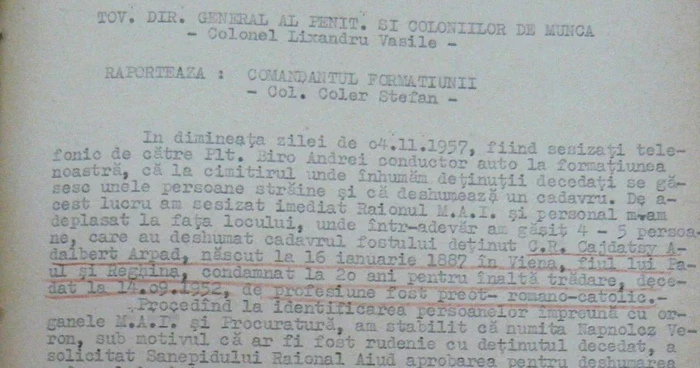 TOV. DIR. GENERAL AL PENIT. SI COLONIILOR DE MUNCA
- Colonel Lixandru Vasile -
RAPORTEAZA : COMANDANTUL FORMATIUNII
- Col. Coler Stefan -
In dimineața zilei de 04.11.1957, fiind sesizați tele-
fonic de către Plt. Biro Andrei conductor auto la formațiunea
noastră, că la cimitirul unde înhumăm deținuții decedați se gă-
sesc unele persoane străine și că deshumează un cadavru. De a-
cest lucru am sesizat imediat Raionul M.A.I. și personal m-am
deplasat la fața locului, unde într-adevăr am găsit 4 - 5 persoa-
ne, care au deshumat cadavrul fostului deținut C.R. Cajdatsy A-
dalbert Arpad, născut la 16 ianuarie 1887 în Viena, fiul lui Pa-
ul și Reghina, condamnat la 20 ani pentru înaltă trădare, dece-
dat la 14.09.1952, de profesiune fost preot- romano-catolic.-
Procedînd la identificarea persoanelor împreună cu or-
ganele M.A.I. și Procuratură, am stabilit că numita Napholcz Ve-
ron, sub motivul că ar fi fost rudenie cu deținutul decedat, a
solicitat Sanepidului Raional Aiud aprobarea pentru deshumarea